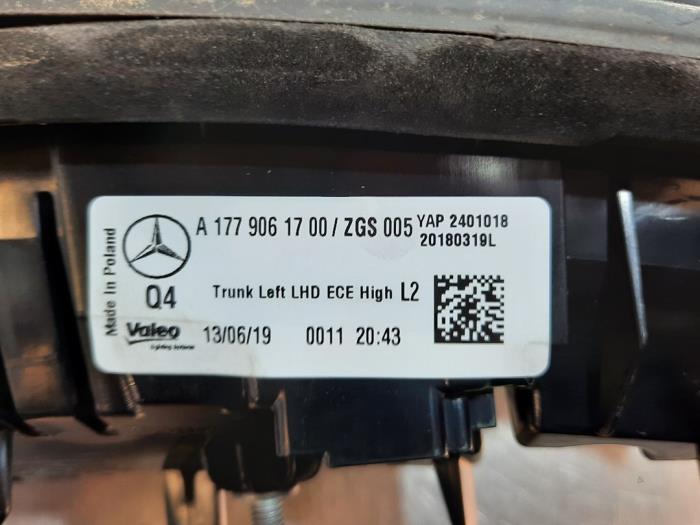 Made In Poland
A 177 906 17 00 / ZGS 005 YAP 2401018
20180319L
Q4 Trunk Left LHD ECE High L2
Valeo 13/06/19 0011 20:43